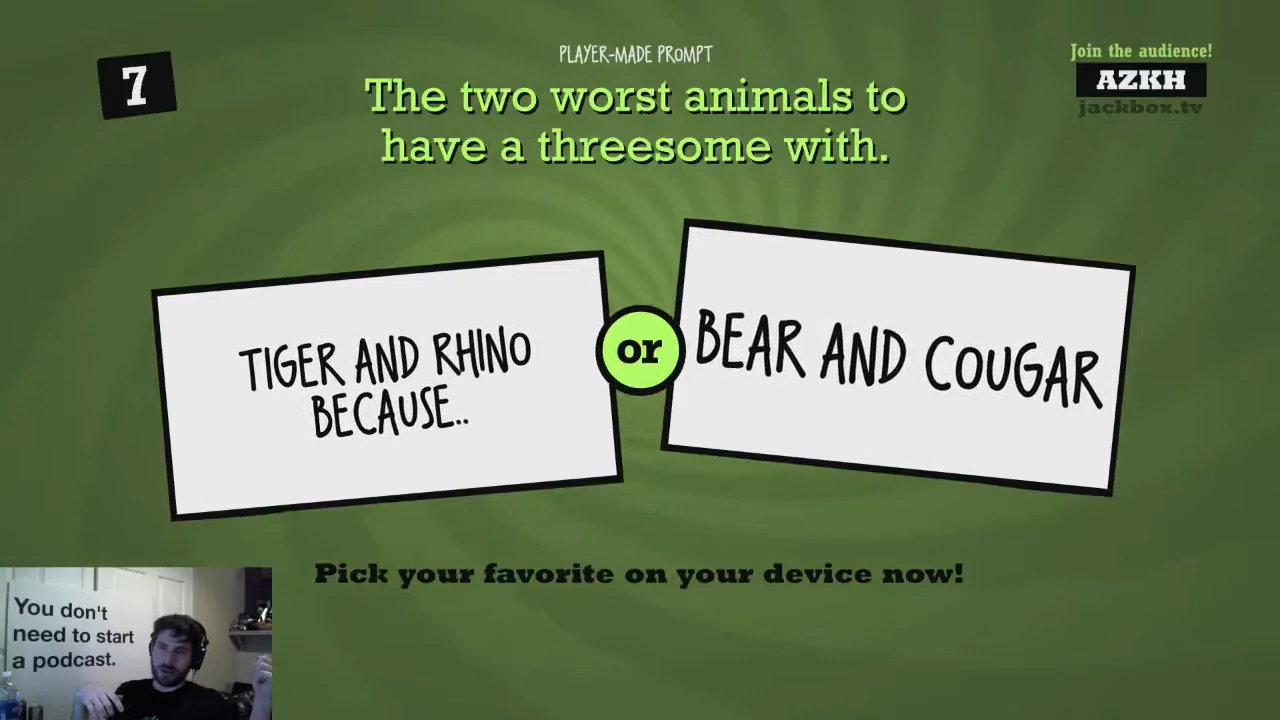 7
PLAYER-MADE PROMPT
The two worst animals to
have a threesome with.
Join the audience!
AZKH
jackbox.tv
TIGER AND RHINO
BECAUSE..
or
BEAR AND COUGAR
Pick your favorite on your device now!
You don't
need to start
a podcast.